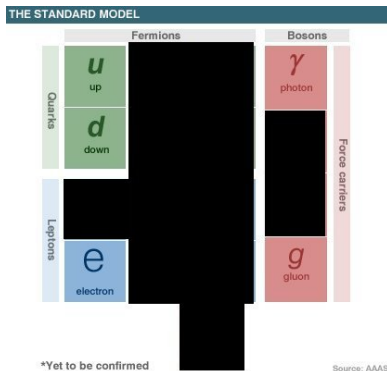 THE STANDARD MODEL
Fermions
Bosons
Quarks
u
up
γ
photon
d
down
Force carriers
Leptons
e
electron
g
gluon
*Yet to be confirmed
Source: AAAS